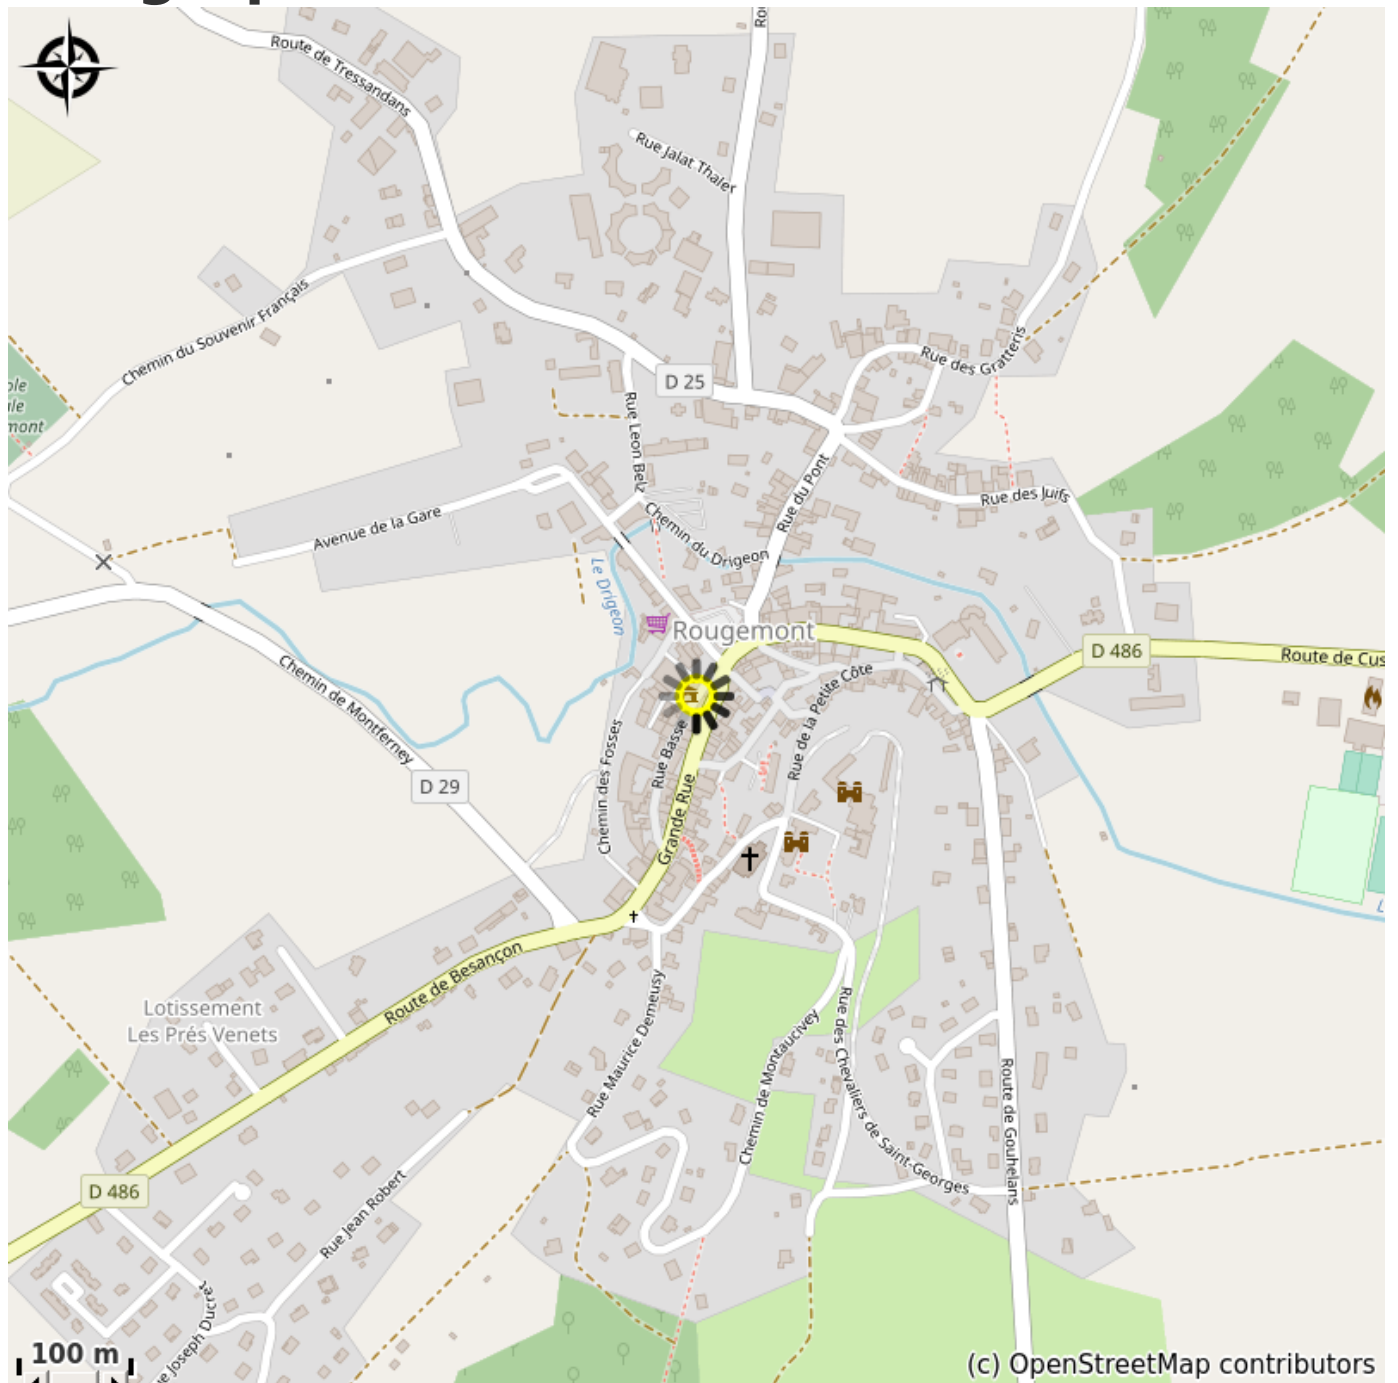 Route de Tressandans
Rue Jalat Thaler
Chemin du Souvenir Français
Rue des Gratteris
D 25
Rue Leon Belz
Rue du Pont
Rue des Juifs
Avenue de la Gare
Chemin du Drigeon
Le Drigeon
Rougemont
D 486
Route de Cus
Chemin de Montferney
Rue de la Petite Côte
Chemin des Fosses
Rue Basse
D 29
Grande Rue
Route de Besançon
Lotissement
Les Prés Venets
Rue Maurice Demeusy
Chemin de Montaucivey
Rue des Chevaliers de Saint-Georges
Route de Gouhelans
D 486
Rue Jean Robert
ue Joseph Ducret
100 m
(c) OpenStreetMap contributors